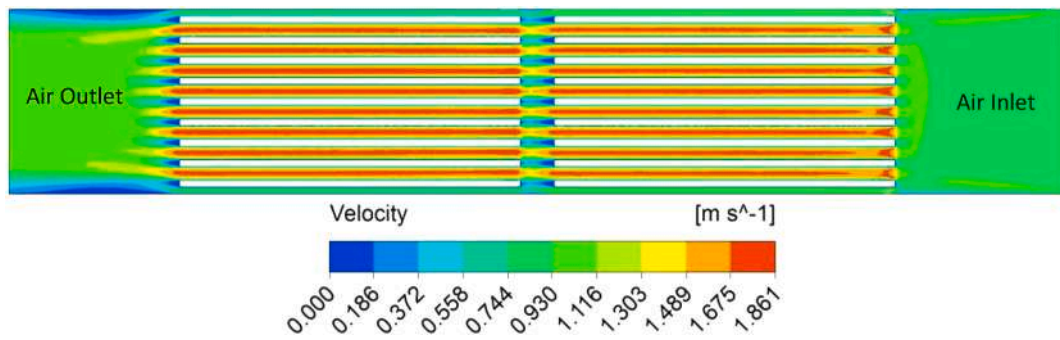 Air Outlet
Air Inlet
Velocity
[m s^-1]
0.000
0.186
0.372
0.558
0.744
0.930
1.116
1.303
1.489
1.675
1.861